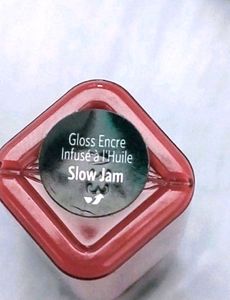 Gloss Encre
Infusé à l'Huile
Slow Jam